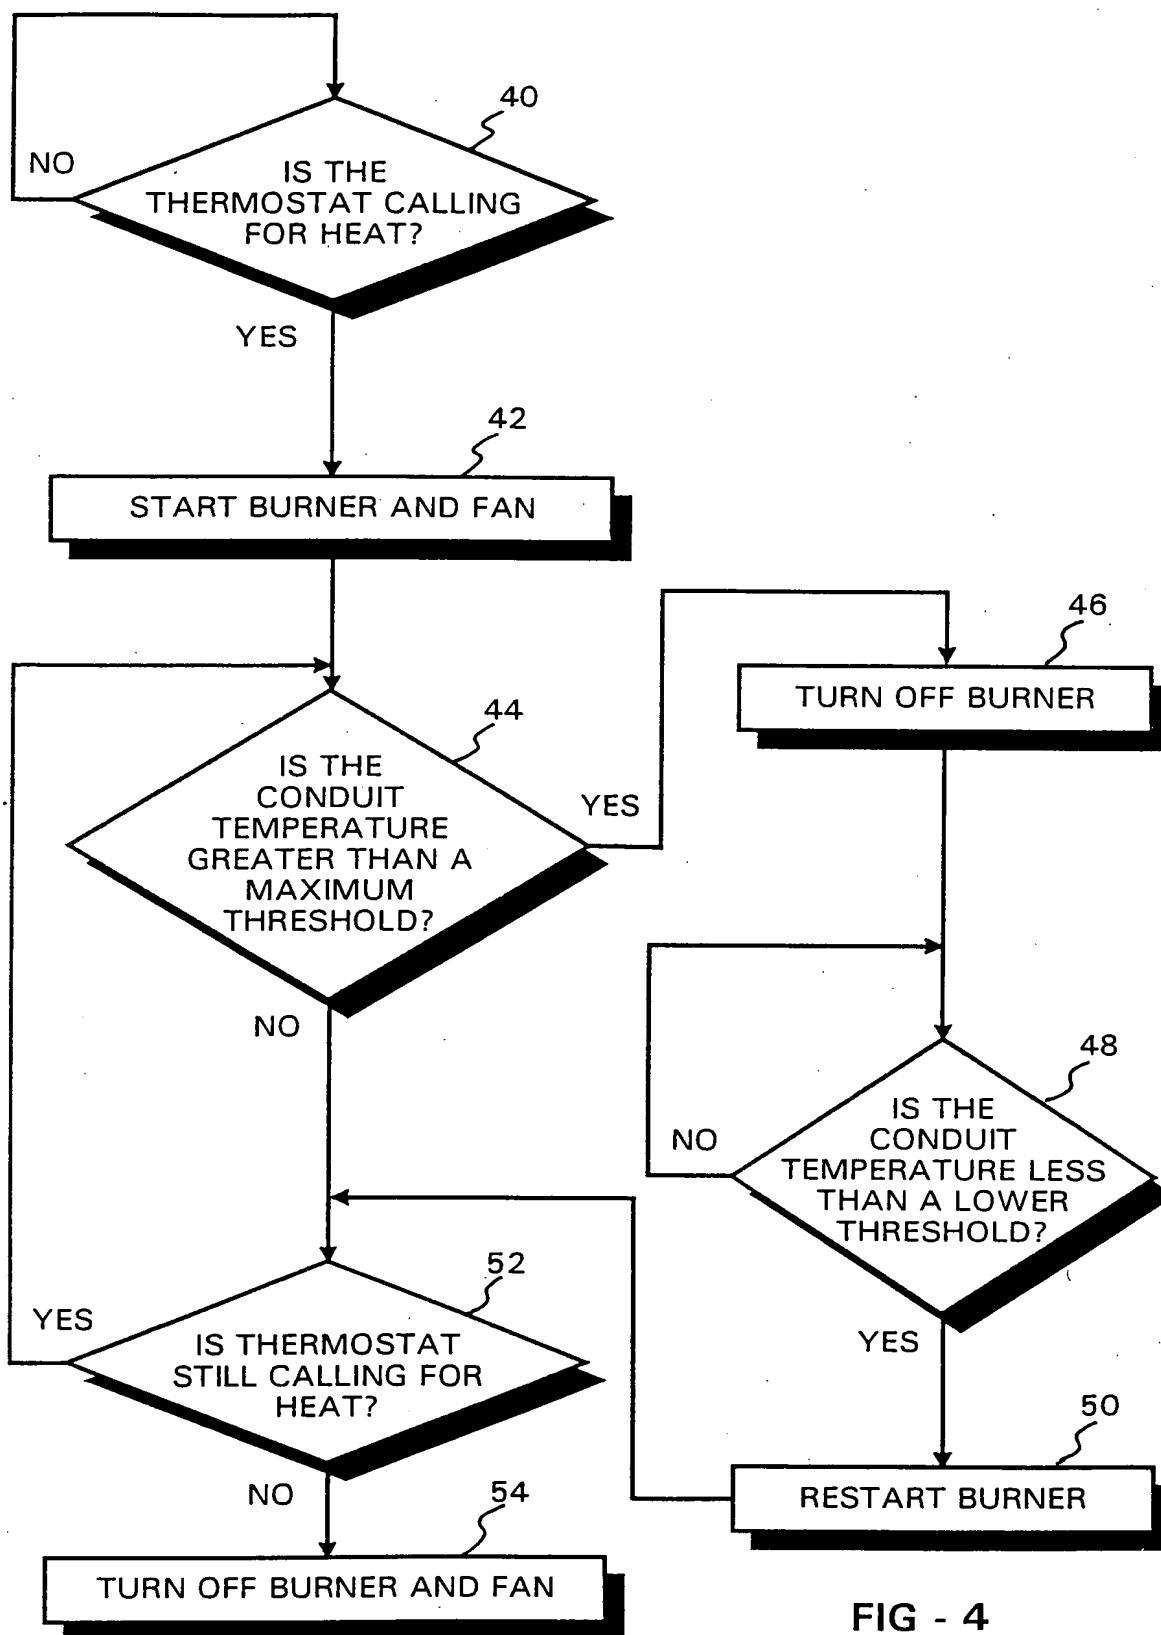 40
IS THE
THERMOSTAT CALLING
FOR HEAT?
NO
YES
42
START BURNER AND FAN
44
IS THE
CONDUIT
TEMPERATURE
GREATER THAN A
MAXIMUM
THRESHOLD?
YES
NO
46
TURN OFF BURNER
48
IS THE
CONDUIT
TEMPERATURE LESS
THAN A LOWER
THRESHOLD?
NO
YES
50
RESTART BURNER
52
IS THERMOSTAT
STILL CALLING FOR
HEAT?
YES
NO
54
TURN OFF BURNER AND FAN
FIG - 4